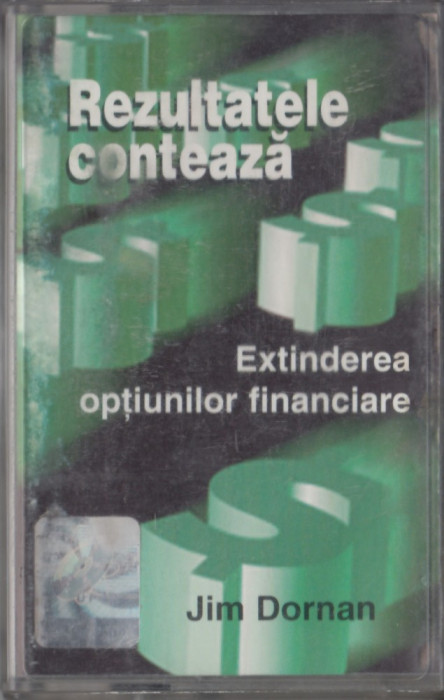 Rezultatele
contează
Extinderea
opțiunilor financiare
Jim Dornan